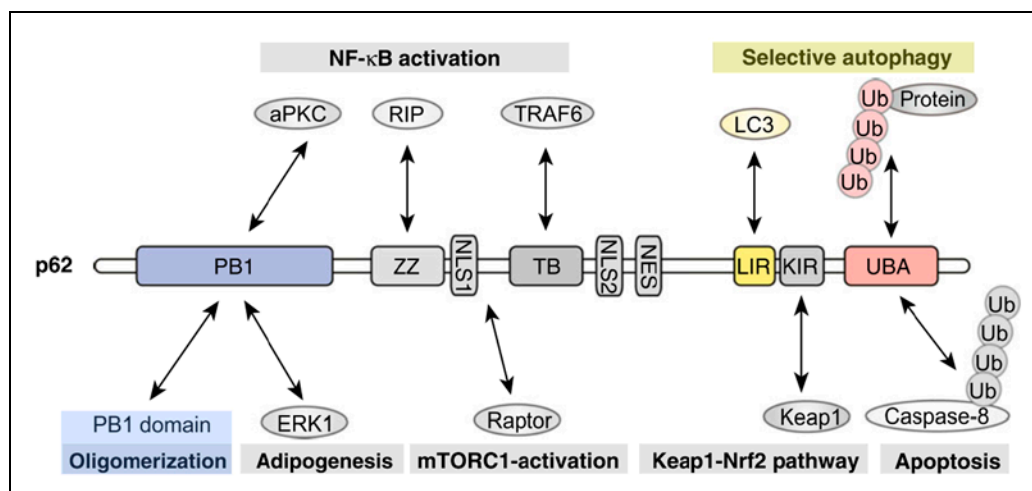 NF-κB activation
Selective autophagy
aPKC
RIP
TRAF6
LC3
Ub
Protein
Ub
Ub
Ub
p62
PB1
ZZ
NLS1
TB
NLS2
NES
LIR
KIR
UBA
Ub
Ub
Ub
Ub
PB1 domain
ERK1
Raptor
Keap1
Caspase-8
Oligomerization
Adipogenesis
mTORC1-activation
Keap1-Nrf2 pathway
Apoptosis